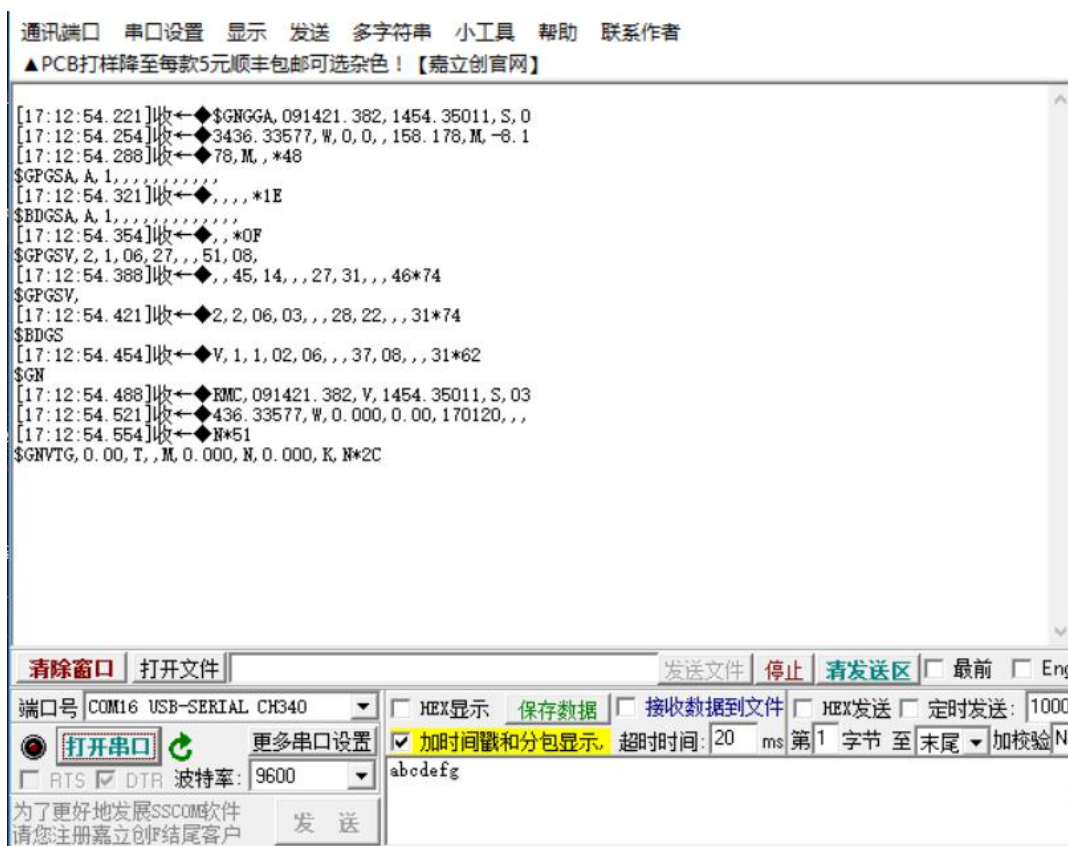 通讯端口 串口设置 显示 发送 多字符串 小工具 帮助 联系作者
▲PCB打样降至每款5元顺丰包邮可选杂色！【嘉立创官网】
[17:12:54.221]收←◆$GNGGA,091421.382,1454.35011,S,0
[17:12:54.254]收←◆3436.33577,W,0,0,,158.178,M,-8.1
[17:12:54.288]收←◆78,M,,*48
$GPGSA,A,1,,,,,,,,,,,
[17:12:54.321]收←◆,,,,*1E
$BDGSA,A,1,,,,,,,,,,,,,
[17:12:54.354]收←◆,,*0F
$GPGSV,2,1,06,27,,,51,08,
[17:12:54.388]收←◆,,45,14,,,27,31,,,46*74
$GPGSV,
[17:12:54.421]收←◆2,2,06,03,,,28,22,,,31*74
$BDGS
[17:12:54.454]收←◆V,1,1,02,06,,,37,08,,,31*62
$GN
[17:12:54.488]收←◆RMC,091421.382,V,1454.35011,S,03
[17:12:54.521]收←◆436.33577,W,0.000,0.00,170120,,,
[17:12:54.554]收←◆N*51
$GNVTG,0.00,T,,M,0.000,N,0.000,K,N*2C
清除窗口 打开文件 发送文件 停止 清发送区 最前 Eng
端口号 COM16 USB-SERIAL CH340 HEX显示 保存数据 接收数据到文件 HEX发送 定时发送: 1000
打开串口 更多串口设置 加时间戳和分包显示, 超时时间: 20 ms 第1 字节 至 末尾 加校验N
RTS DTR 波特率: 9600 abcdefg
为了更好地发展SSCOM软件
请您注册嘉立创F结尾客户 发 送